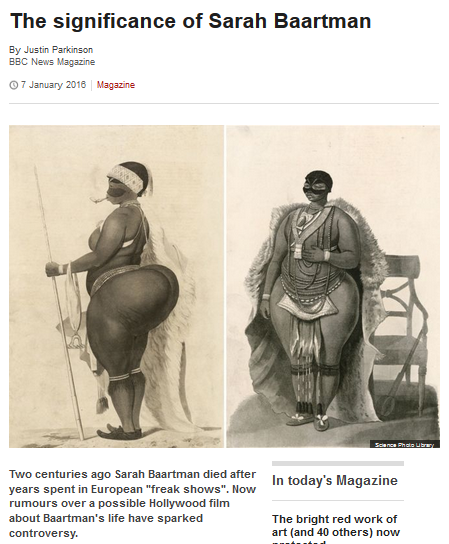 The significance of Sarah Baartman
By Justin Parkinson
BBC News Magazine
7 January 2016 | Magazine
Science Photo Library
Two centuries ago Sarah Baartman died after
years spent in European "freak shows". Now
rumours over a possible Hollywood film
about Baartman's life have sparked
controversy.
In today's Magazine
The bright red work of
art (and 40 others) now
protected